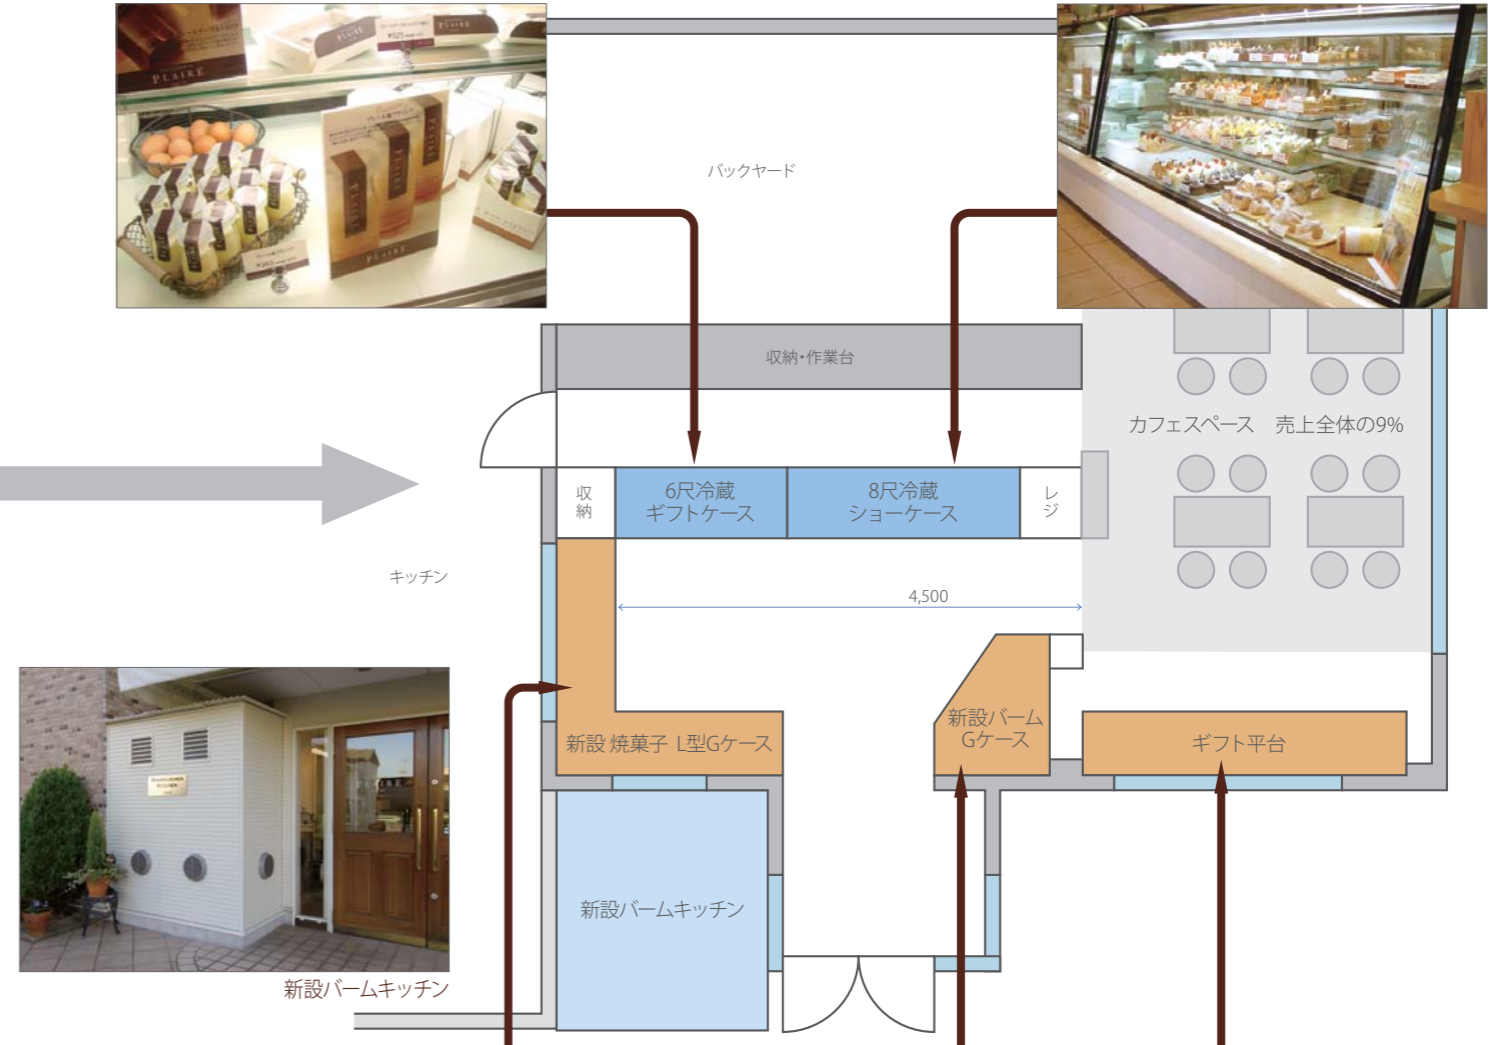 PLAIRE
PLAIRE
¥525
PLAIRE
PLAIRE
バックヤード
収納・作業台
カフェスペース 売上全体の9%
収納
6尺冷蔵
ギフトケース
8尺冷蔵
ショーケース
レジ
キッチン
4,500
新設 焼菓子 L型Gケース
新設バーム
Gケース
ギフト平台
新設バームキッチン
新設バームキッチン